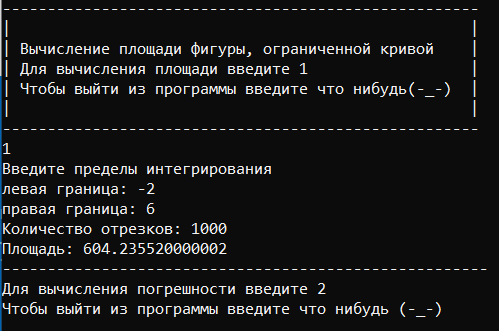 -----------------------------------------------------
|                                                   |
| Вычисление площади фигуры, ограниченной кривой    |
| Для вычисления площади введите 1                  |
| Чтобы выйти из программы введите что нибудь(-_-)  |
|                                                   |
-----------------------------------------------------
1
Введите пределы интегрирования
левая граница: -2
правая граница: 6
Количество отрезков: 1000
Площадь: 604.235520000002
------------------------------------------------------
Для вычисления погрешности введите 2
Чтобы выйти из программы введите что нибудь (-_-)